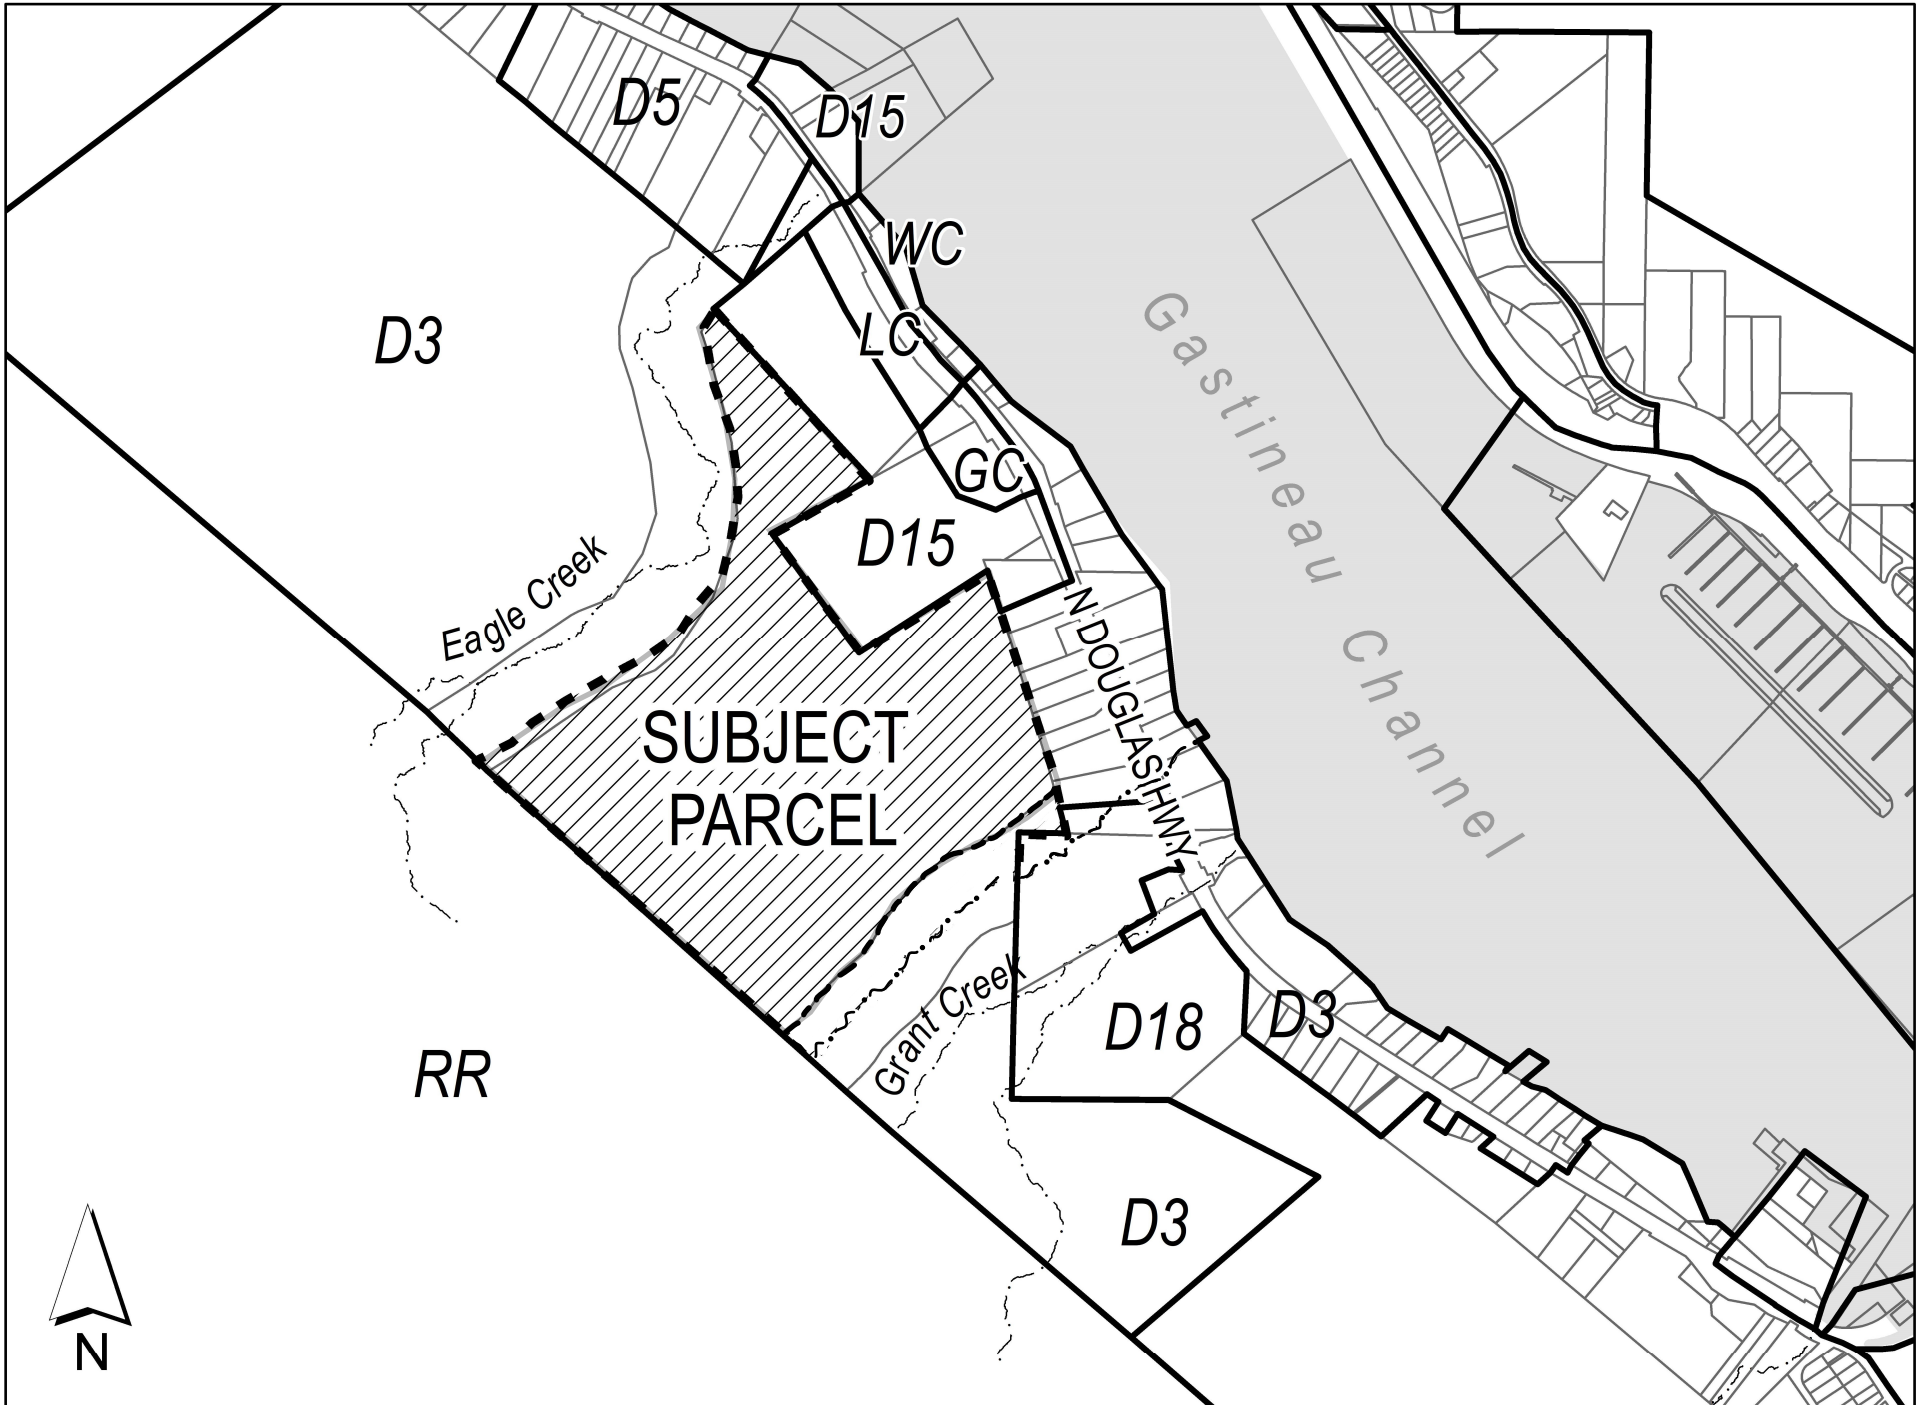 D5
D15
WC
D3
LC
Gastineau Channel
GC
D15
Eagle Creek
N DOUGLAS HWY
SUBJECT
PARCEL
Grant Creek
D18
D3
RR
D3
N